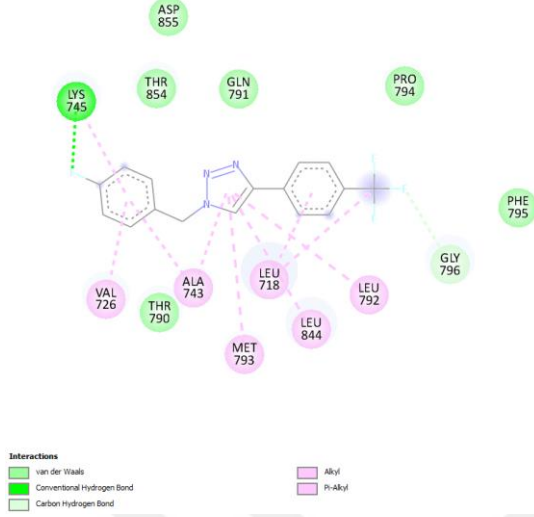 ASP
855
LYS
745
THR
854
GLN
791
PRO
794
N
N
N
PHE
795
GLY
796
VAL
726
ALA
743
THR
790
LEU
718
LEU
792
LEU
844
MET
793
Interactions
van der Waals
Conventional Hydrogen Bond
Carbon Hydrogen Bond
Alkyl
Pi-Alkyl